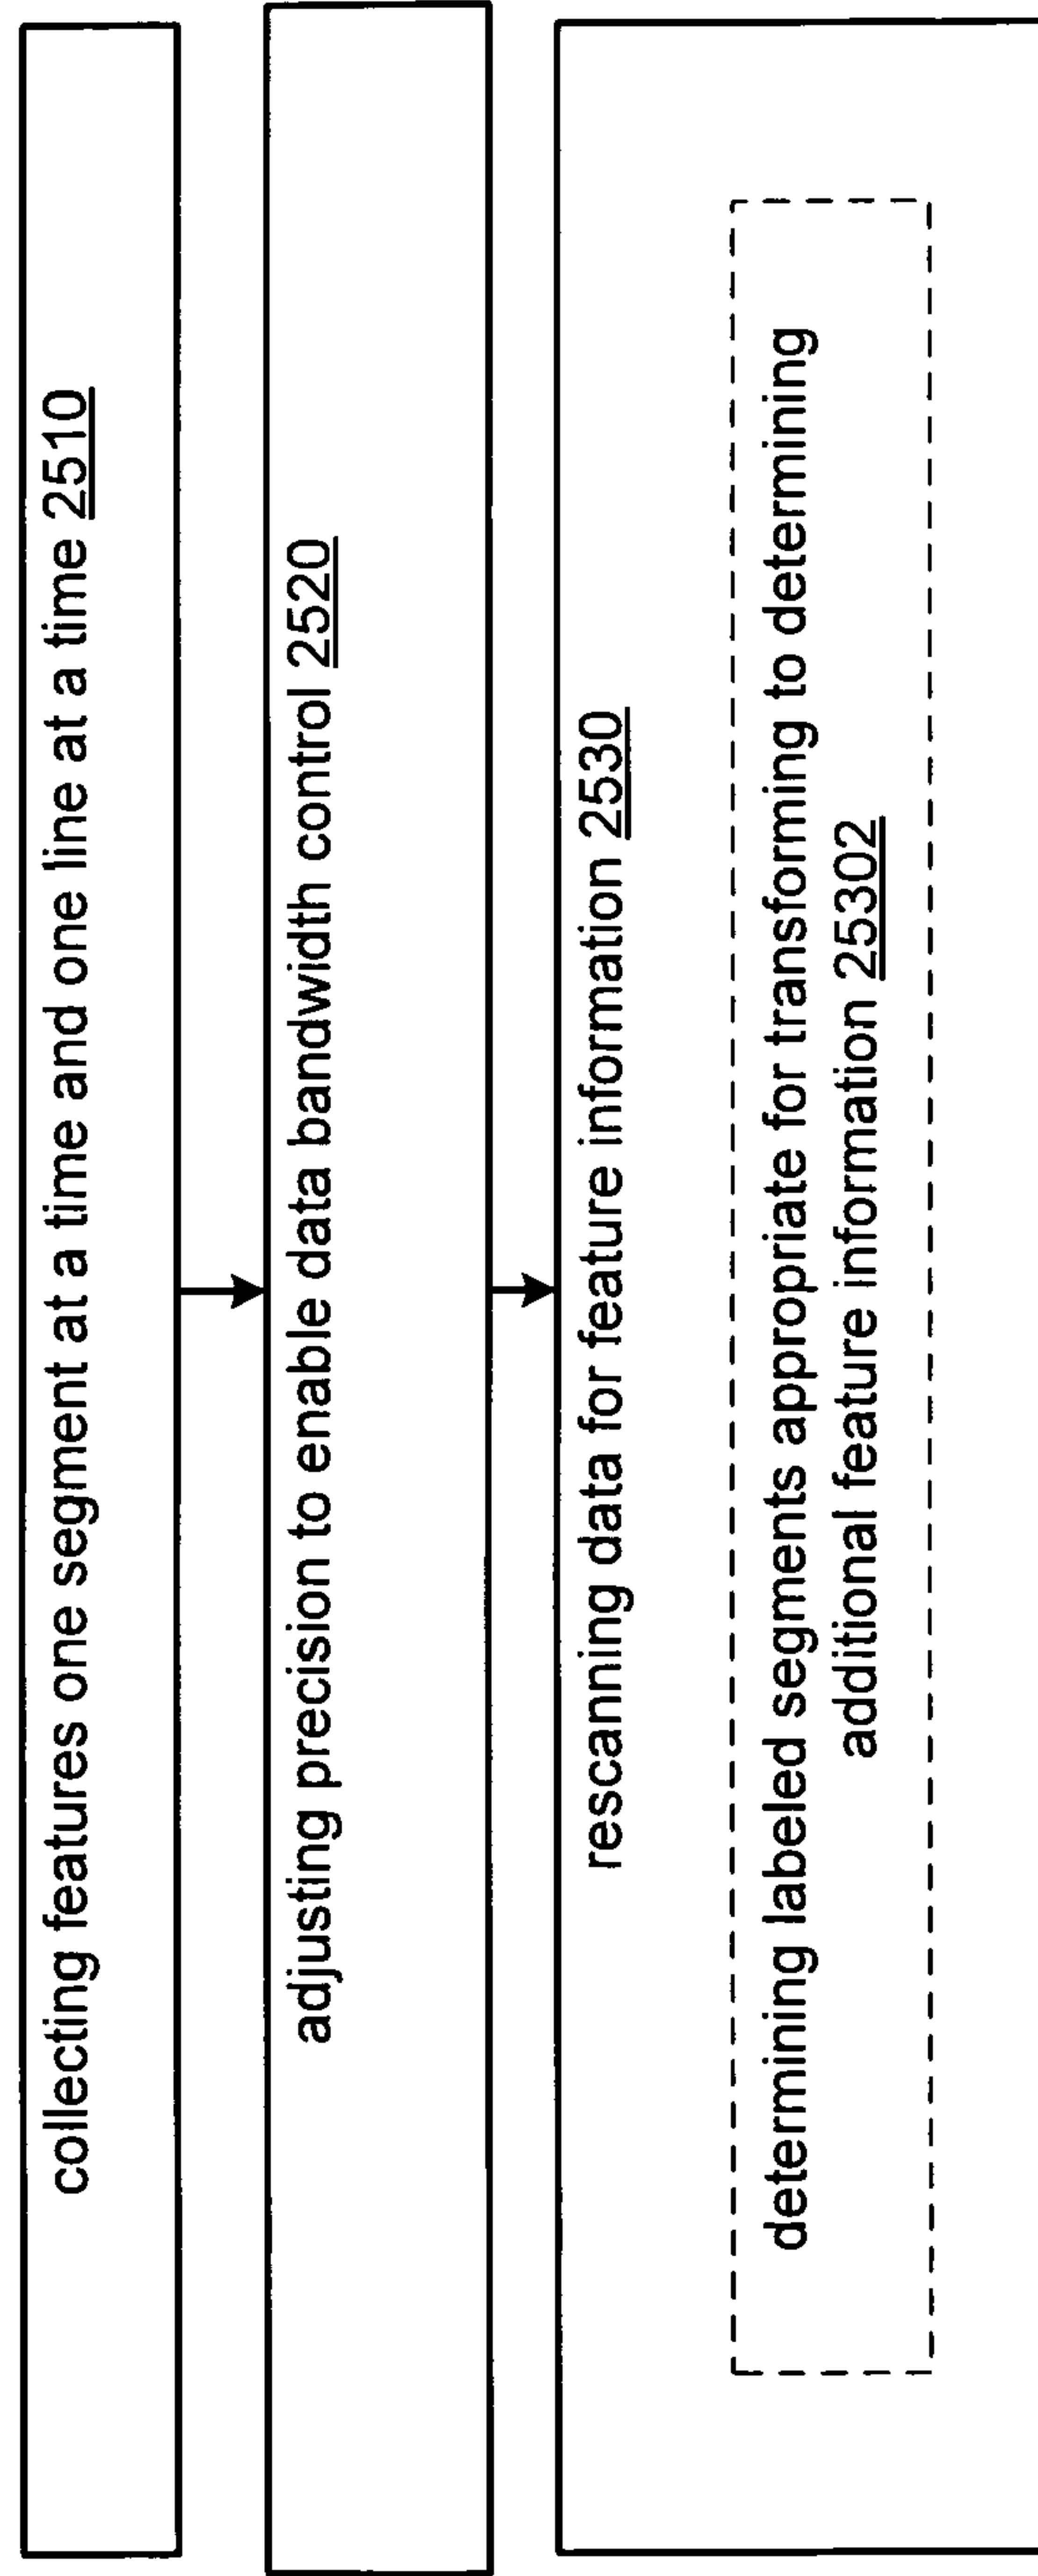 collecting features one segment at a time and one line at a time 2510
adjusting precision to enable data bandwidth control 2520
rescanning data for feature information 2530
determining labeled segments appropriate for transforming to determining
additional feature information 25302